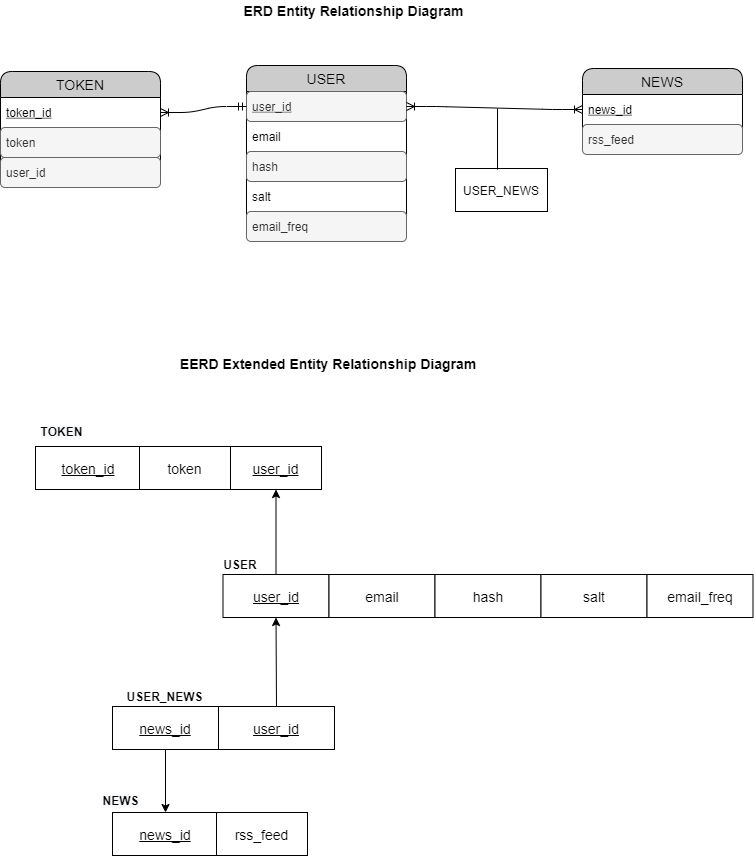 ERD Entity Relationship Diagram
TOKEN
token_id
token
user_id
USER
user_id
email
hash
salt
email_freq
NEWS
news_id
rss_feed
USER_NEWS
EERD Extended Entity Relationship Diagram
TOKEN
token_id token user_id
USER
user_id email hash salt email_freq
USER_NEWS
news_id user_id
NEWS
news_id rss_feed